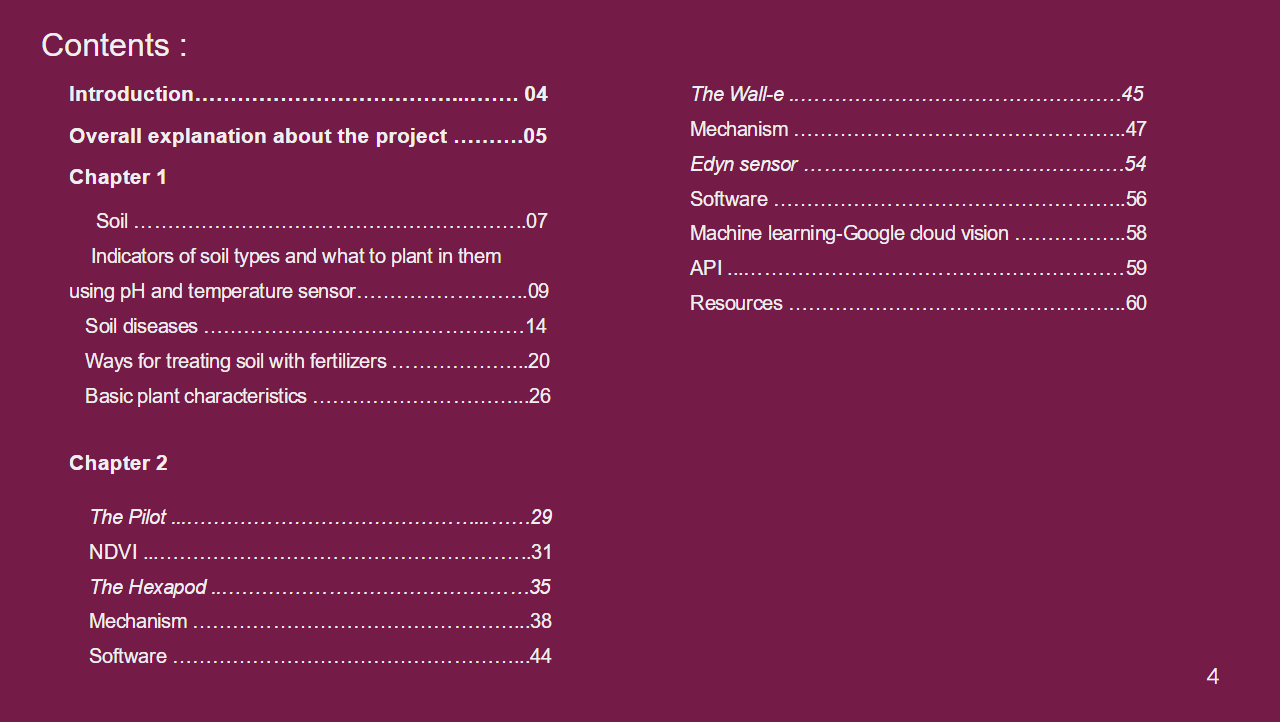 Contents :
Introduction……………………………...……. 04
Overall explanation about the project ……….05
Chapter 1
Soil ………………………………………………….07
Indicators of soil types and what to plant in them
using pH and temperature sensor……………………..09
Soil diseases …………………………………………14
Ways for treating soil with fertilizers ………………...20
Basic plant characteristics …………………………...26
Chapter 2
The Pilot ...……………………………………...……29
NDVI ...……………………………………………….31
The Hexapod ...………………………………………35
Mechanism …………………………………………...38
Software ……………………………………………...44
The Wall-e ...…………………………………………45
Mechanism …………………………………………..47
Edyn sensor …………………………………………54
Software ……………………………………………..56
Machine learning-Google cloud vision ……………..58
API ...…………………………………………………59
Resources …………………………………………...60
4